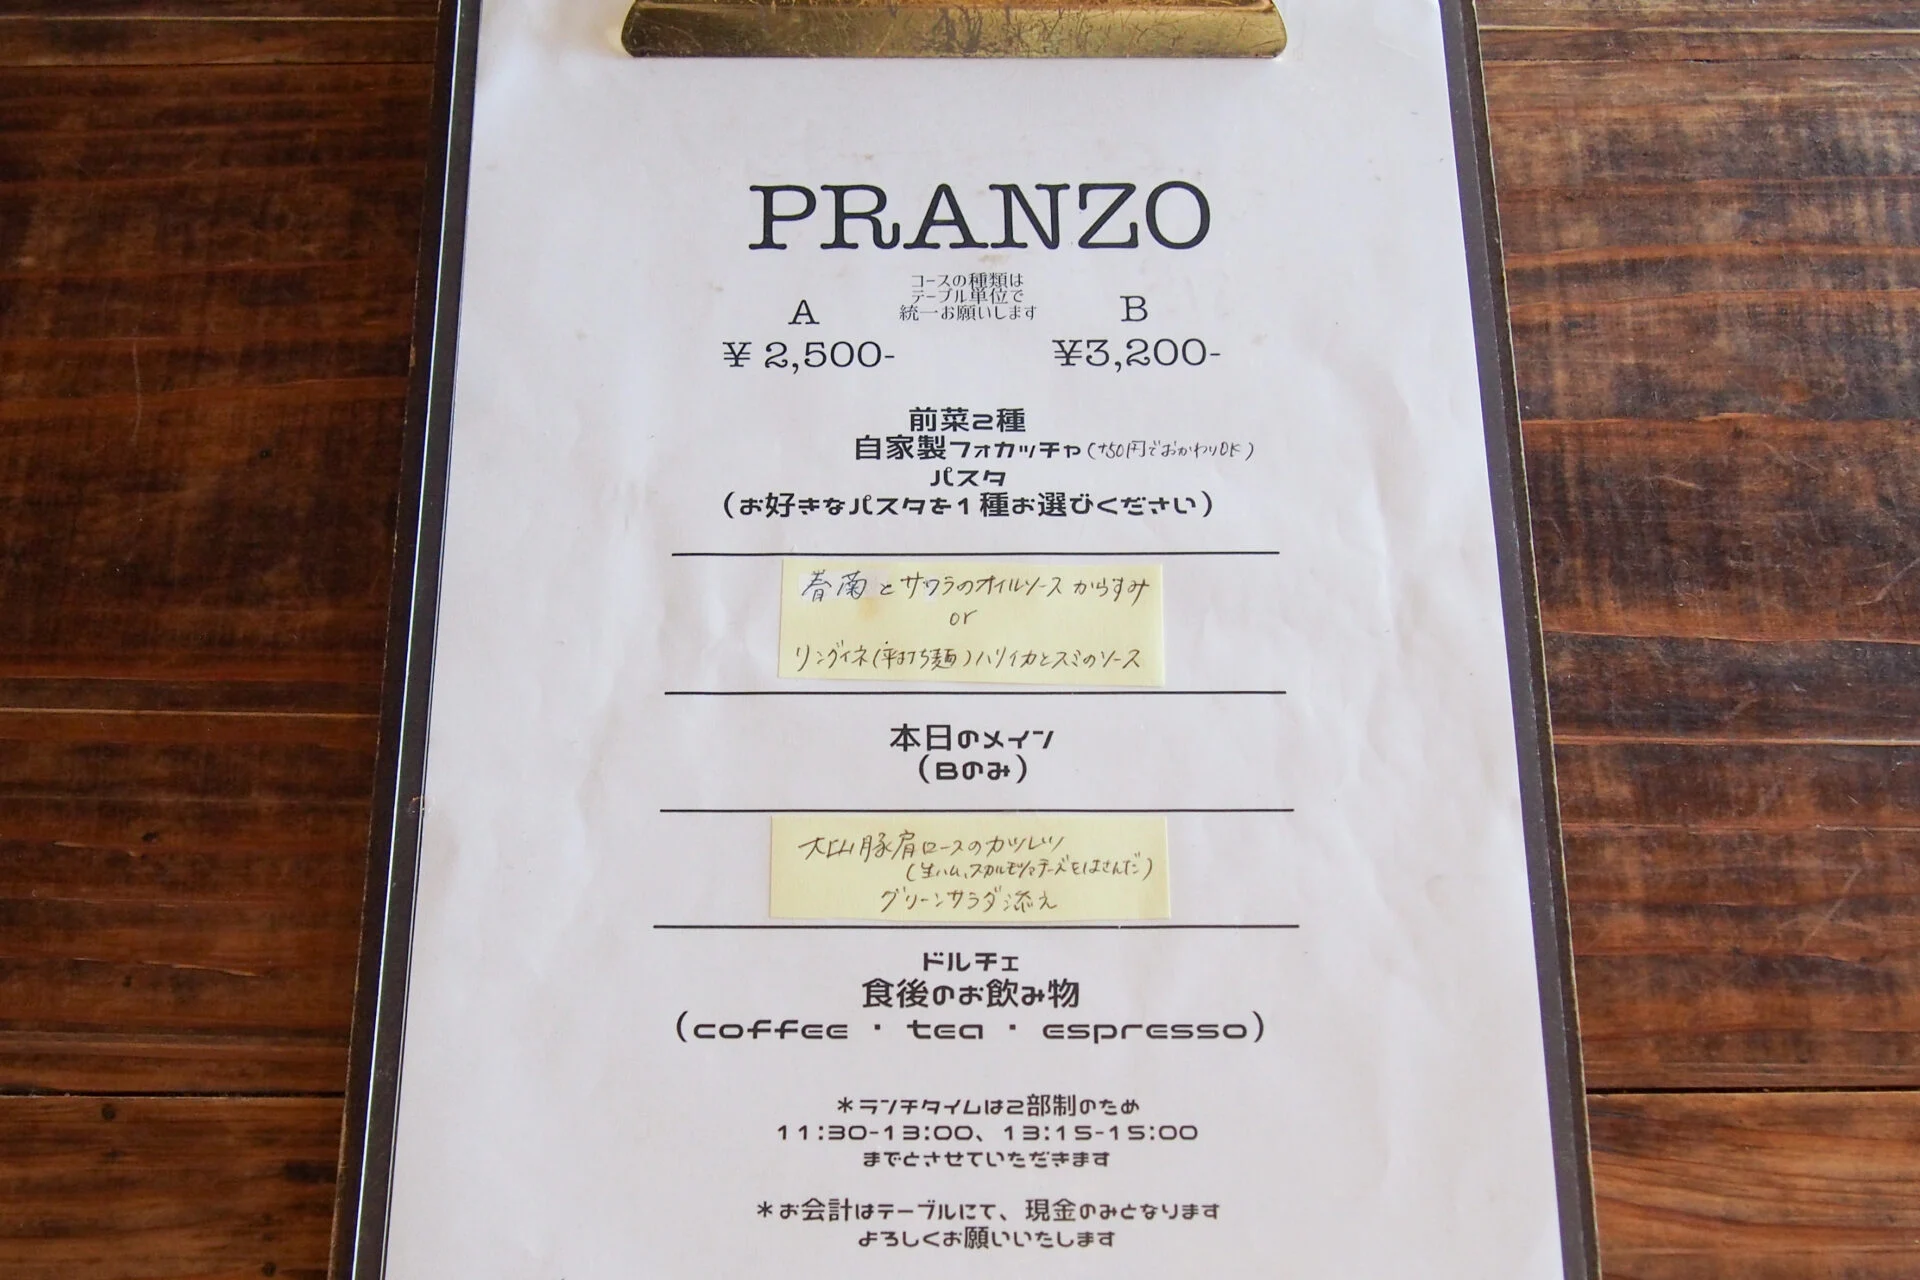 PRANZO
コースの種類は
テーブル単位で
統一お願いします
A
B
¥ 2,500-
¥3,200-
前菜2種
自家製フォカッチャ(+50円でおかわりOK)
パスタ
(お好きなパスタを1種お選びください)
春菊とサワラのオイルソース からすみ
or
リングイネ(平打ち麺)ハリイカとスミのソース
本日のメイン
(Bのみ)
大山豚肩ロースのカツレツ
(生ハム、スカルモツァチーズをはさんだ)
グリーンサラダ添え
ドルチェ
食後のお飲み物
(coffee・tea・espresso)
*ランチタイムは2部制のため
11:30-13:00、13:15-15:00
までとさせていただきます
*お会計はテーブルにて、現金のみとなります
よろしくお願いいたします